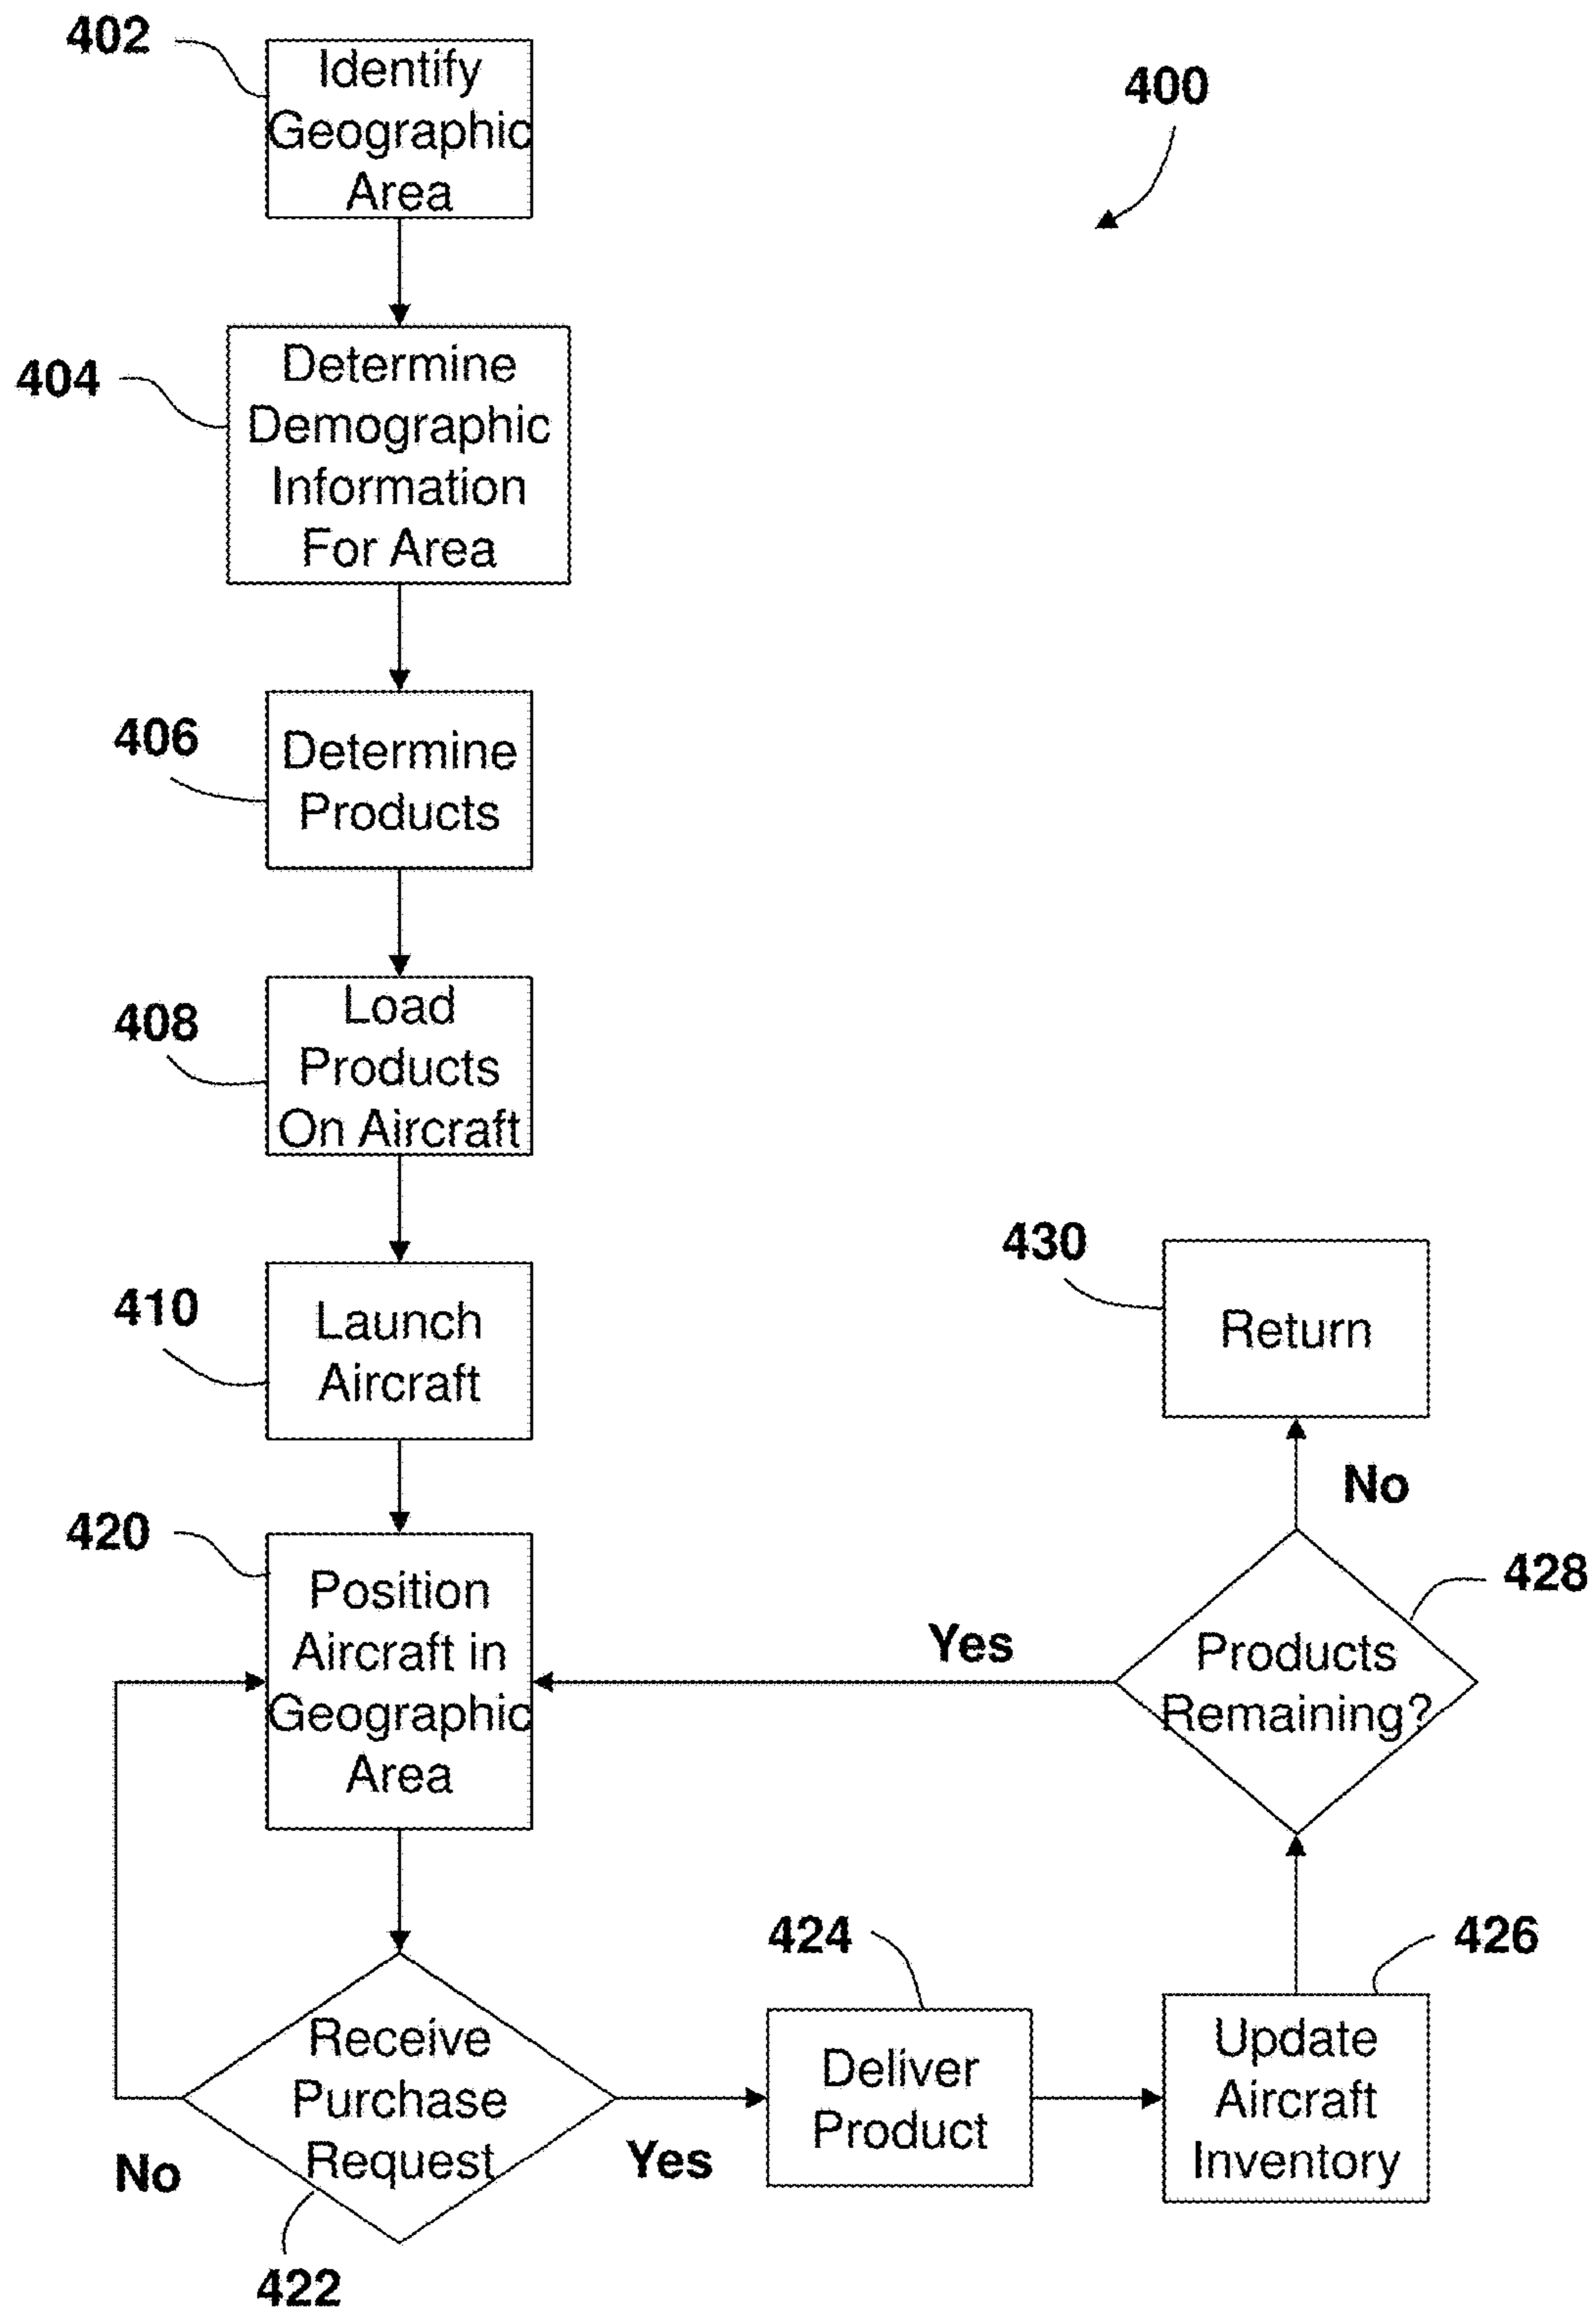 402
Identify
Geographic
Area
400
404
Determine
Demographic
Information
For Area
406
Determine
Products
408
Load
Products
On Aircraft
410
Launch
Aircraft
430
Return
No
420
Position
Aircraft in
Geographic
Area
Yes
428
Products
Remaining?
424
Deliver
Product
426
Update
Aircraft
Inventory
Receive
Purchase
Request
No
Yes
422